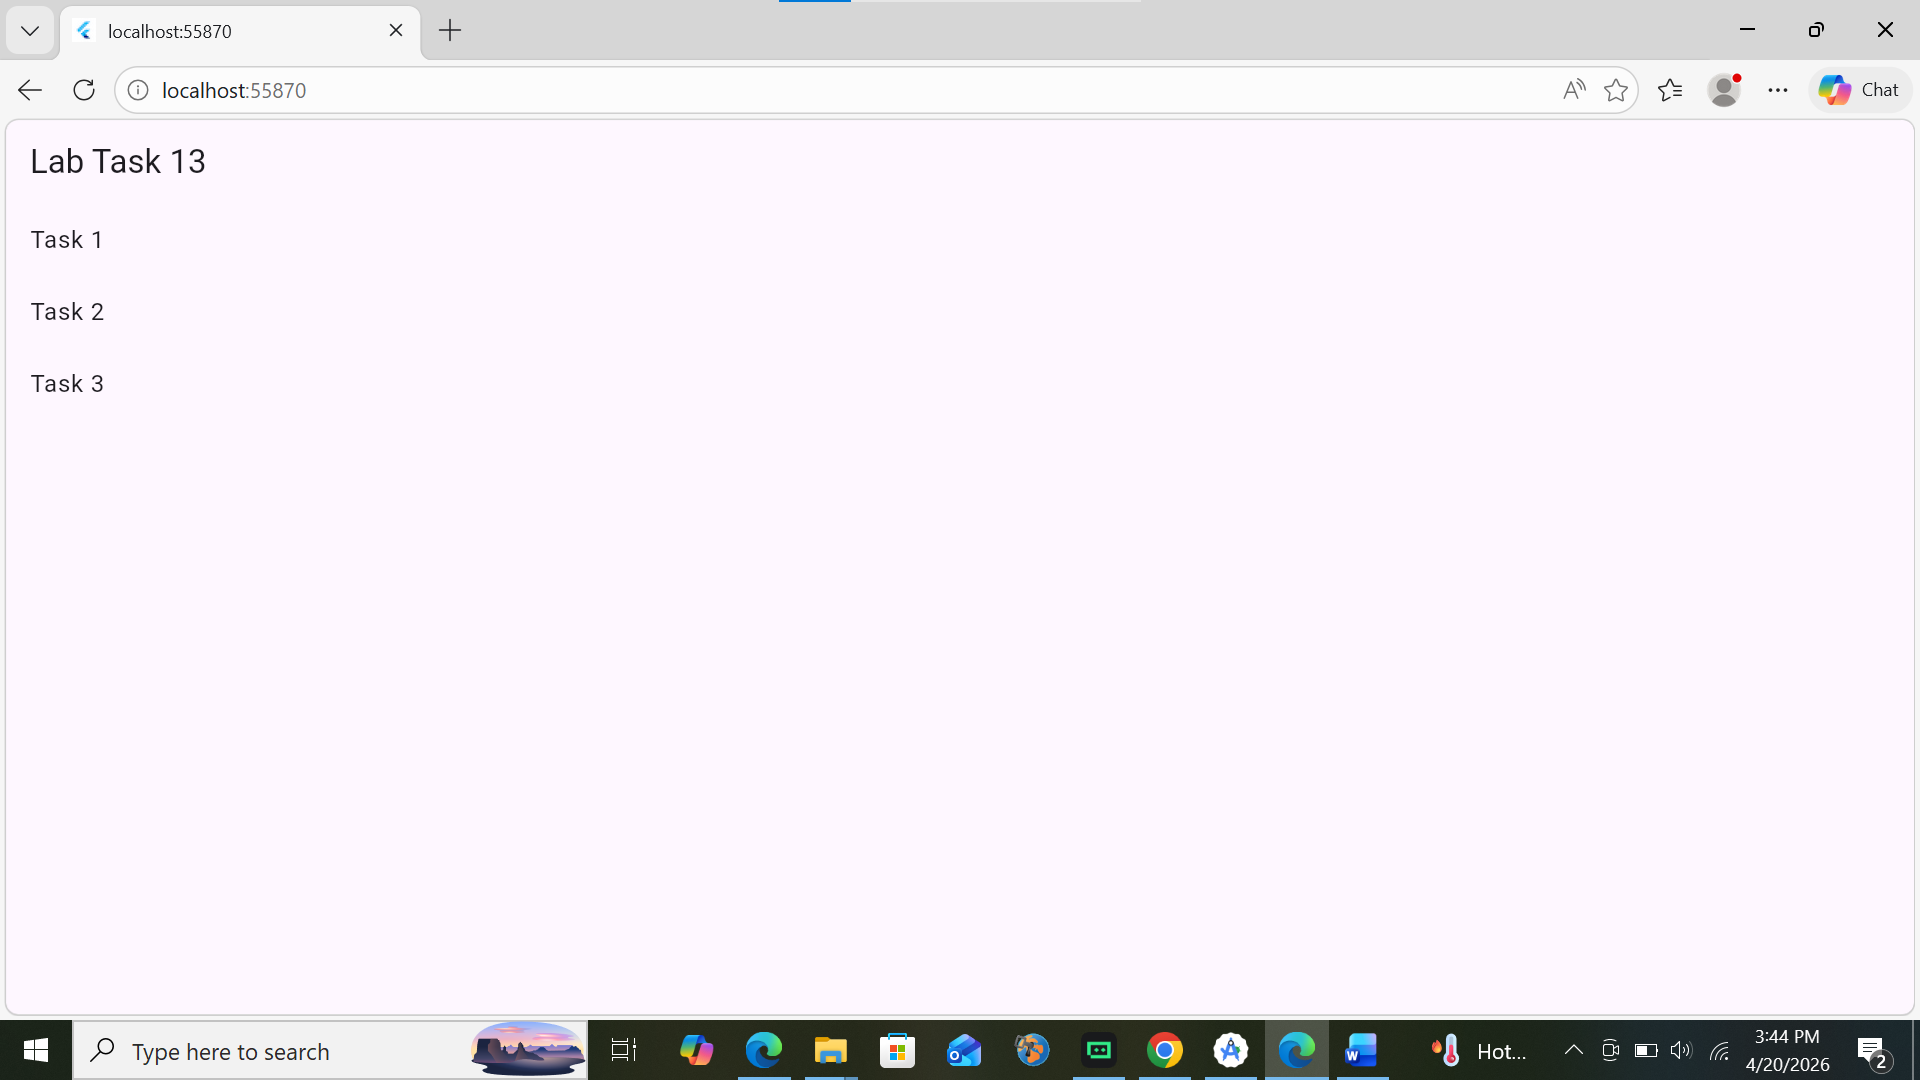 localhost:55870
localhost:55870
Chat
Lab Task 13
Task 1
Task 2
Task 3
Type here to search
Hot...
3:44 PM
4/20/2026
2